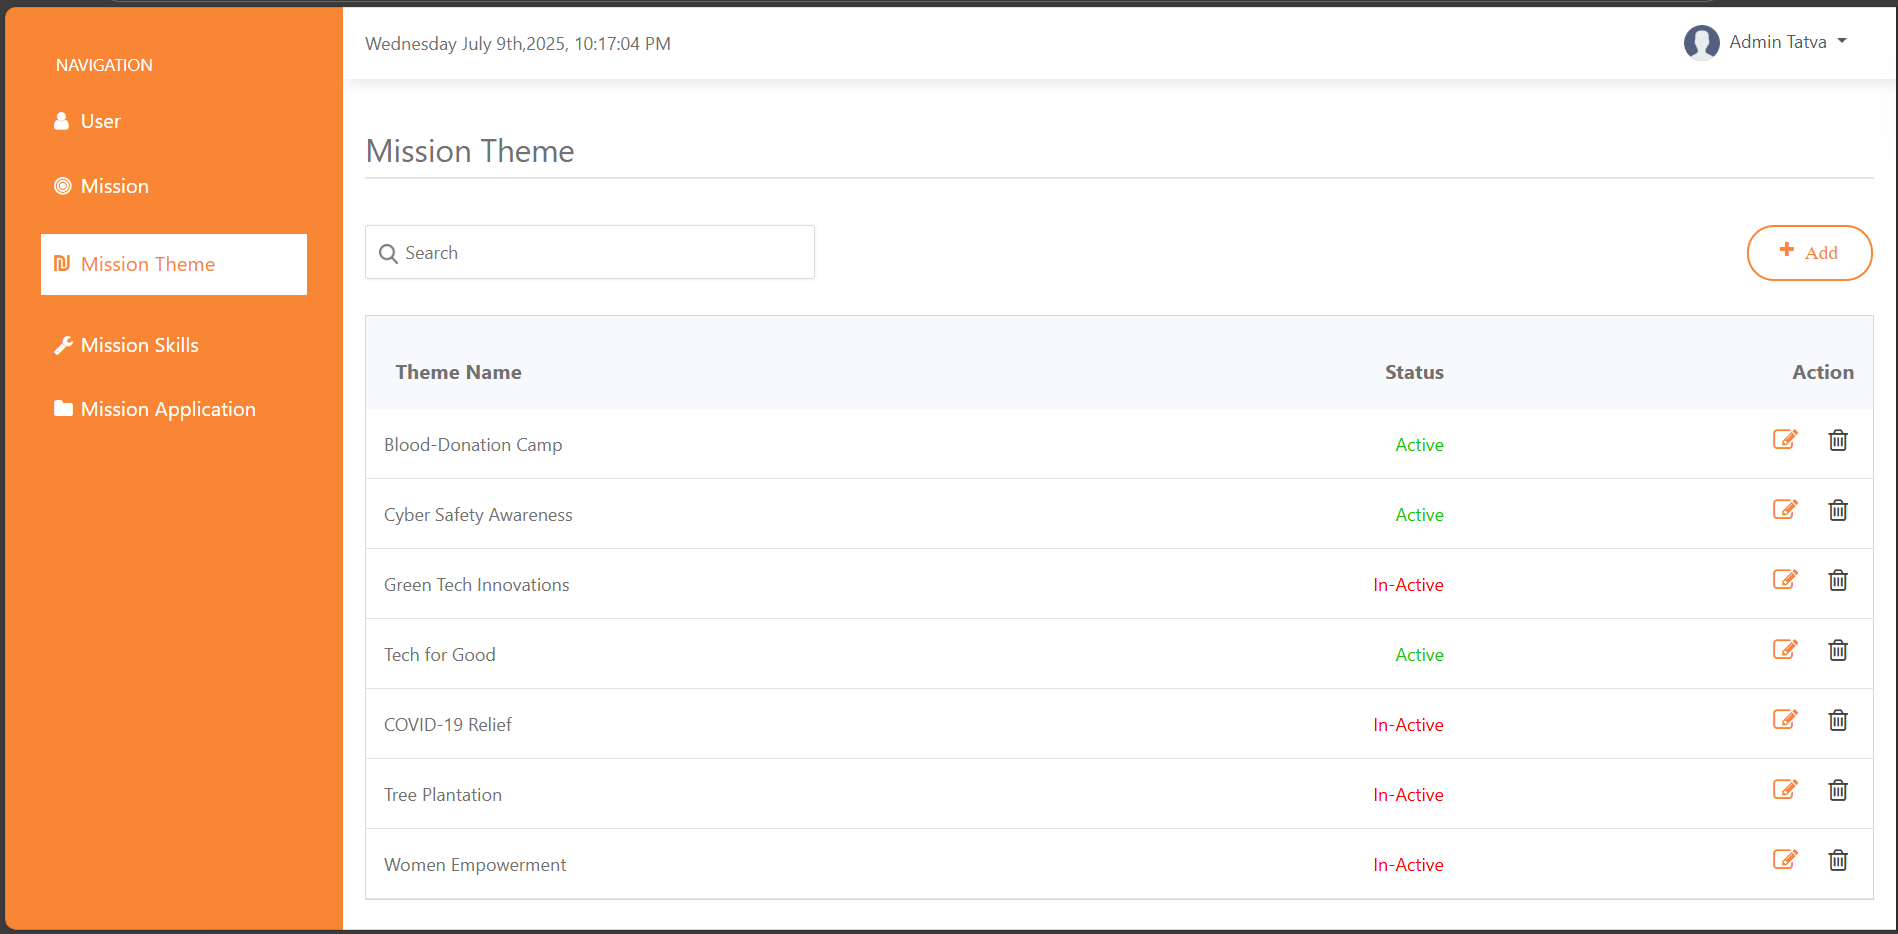 NAVIGATION
User
Mission
Mission Theme
Mission Skills
Mission Application
Wednesday July 9th,2025, 10:17:04 PM
Admin Tatva
Mission Theme
Search
Add
Theme Name Status Action
Blood-Donation Camp Active
Cyber Safety Awareness Active
Green Tech Innovations In-Active
Tech for Good Active
COVID-19 Relief In-Active
Tree Plantation In-Active
Women Empowerment In-Active